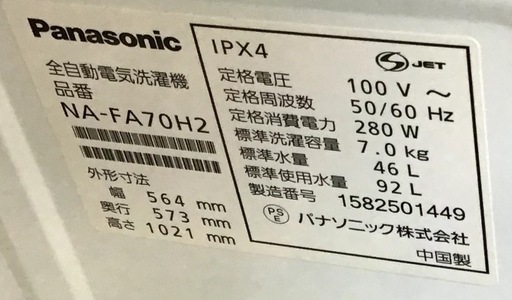 Panasonic
全自動電気洗濯機
品番
NA-FA70H2
外形寸法
幅 564 mm
奥行 573 mm
高さ 1021 mm
IPX4
S JET
定格電圧 100 V ～
定格周波数 50/60 Hz
定格消費電力 280 W
標準洗濯容量 7.0 kg
標準水量 46 L
標準使用水量 92 L
製造番号 1582501449
PSE パナソニック株式会社
中国製